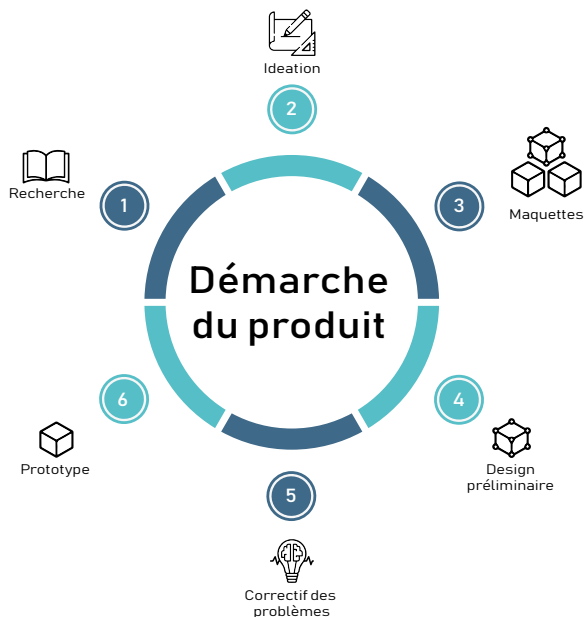 Démarche
du produit
1
Recherche
2
Ideation
3
Maquettes
4
Design
préliminaire
5
Correctif des
problèmes
6
Prototype